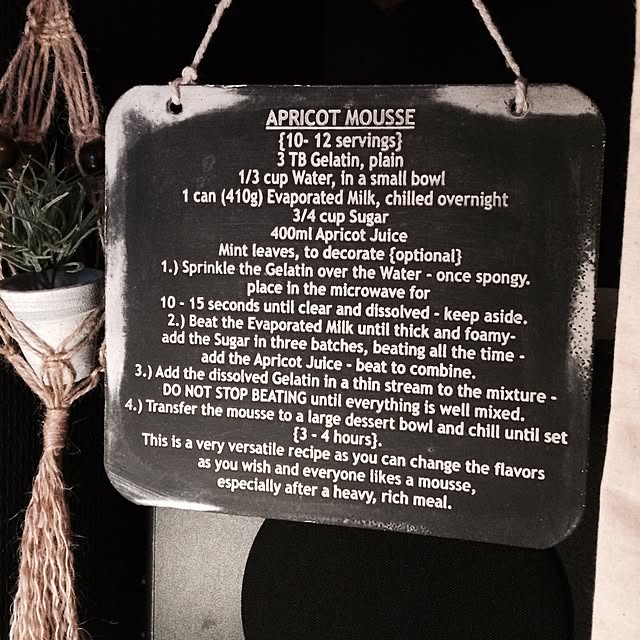 APRICOT MOUSSE
{10- 12 servings}
3 TB Gelatin, plain
1/3 cup Water, in a small bowl
1 can (410g) Evaporated Milk, chilled overnight
3/4 cup Sugar
400ml Apricot Juice
Mint leaves, to decorate {optional}
1.) Sprinkle the Gelatin over the Water - once spongy.
place in the microwave for
10 - 15 seconds until clear and dissolved - keep aside.
2.) Beat the Evaporated Milk until thick and foamy-
add the Sugar in three batches, beating all the time -
add the Apricot Juice - beat to combine.
3.) Add the dissolved Gelatin in a thin stream to the mixture -
DO NOT STOP BEATING until everything is well mixed.
4.) Transfer the mousse to a large dessert bowl and chill until set
{3 - 4 hours}.
This is a very versatile recipe as you can change the flavors
as you wish and everyone likes a mousse,
especially after a heavy, rich meal.